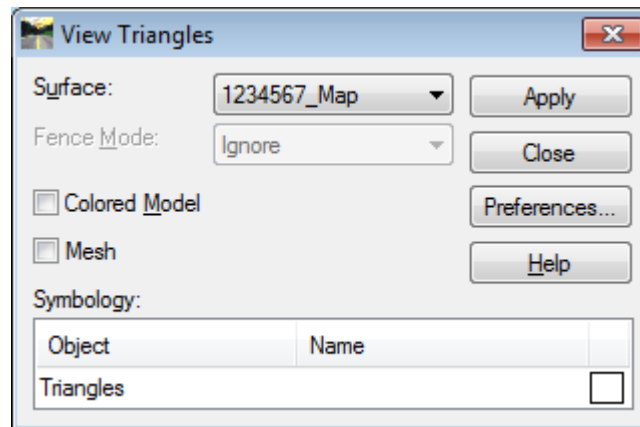 View Triangles
Surface: 1234567_Map Apply
Fence Mode: Ignore Close
Colored Model Preferences...
Mesh Help
Symbology:
Object Name
Triangles